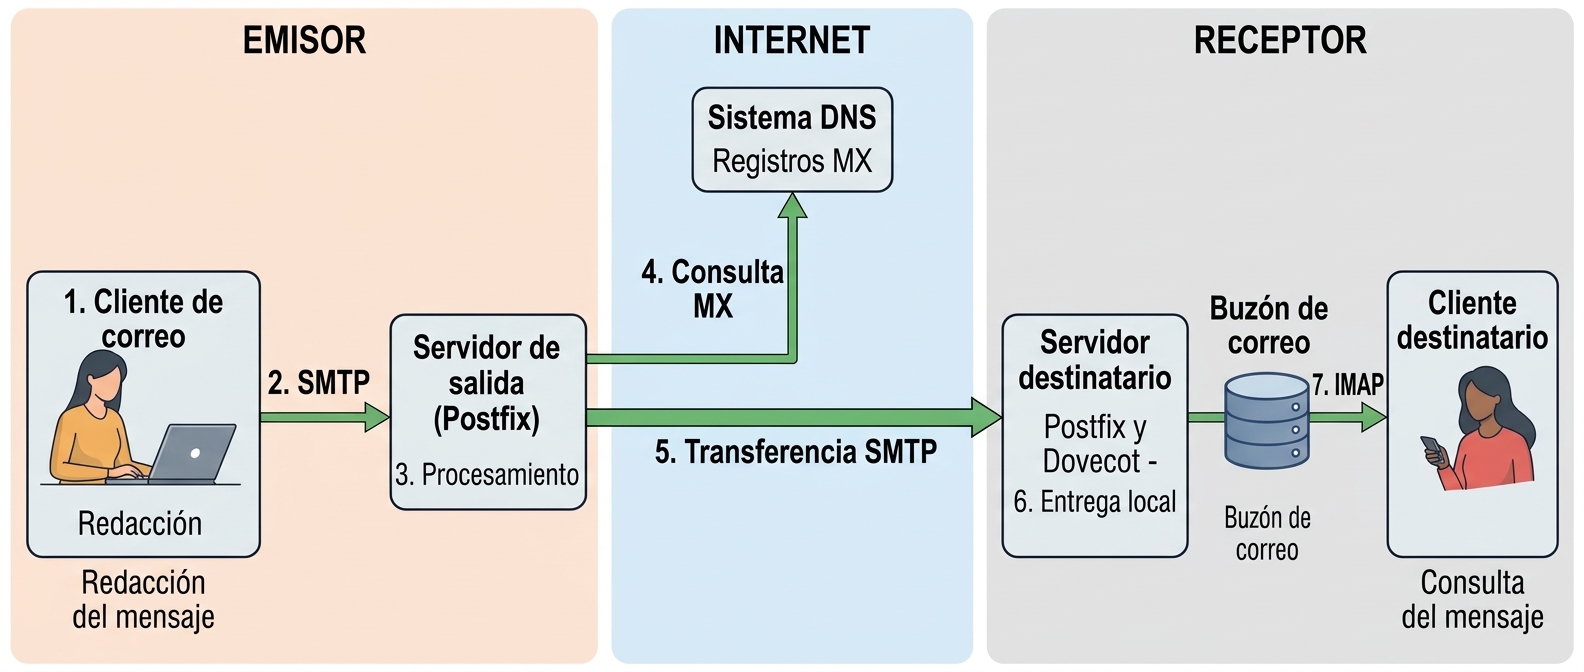 EMISOR
1. Cliente de
correo
Redacción
Redacción
del mensaje
2. SMTP
Servidor de
salida
(Postfix)
3. Procesamiento
INTERNET
Sistema DNS
Registros MX
4. Consulta
MX
5. Transferencia SMTP
RECEPTOR
Servidor
destinatario
Postfix y
Dovecot -
6. Entrega local
Buzón de
correo
Buzón de
correo
7. IMAP
Cliente
destinatario
Consulta
del mensaje